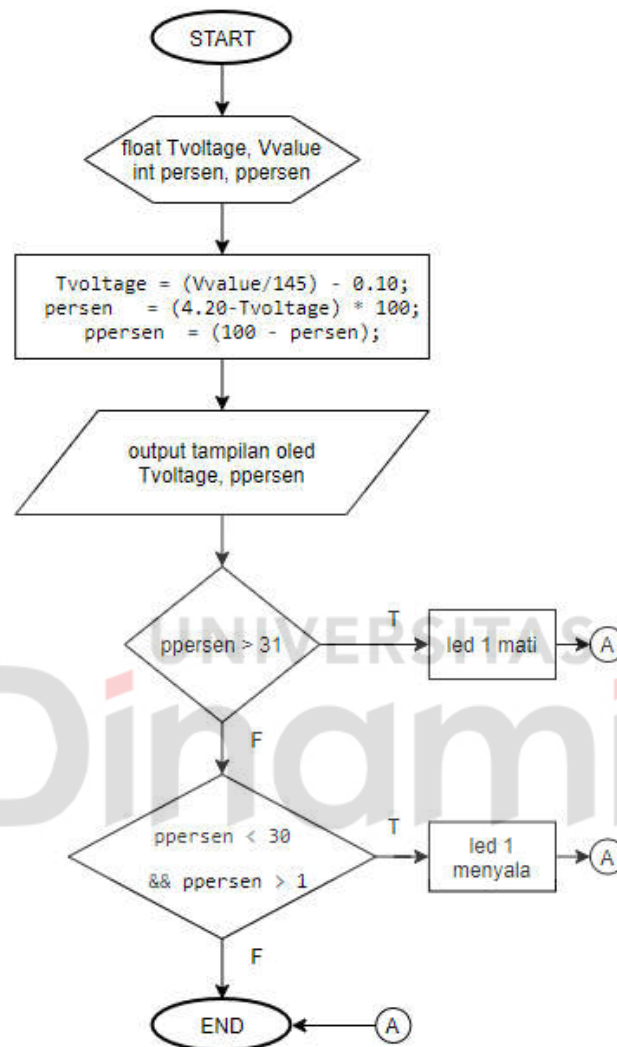 START
float Tvoltage, Vvalue
int persen, ppersen
Tvoltage = (Vvalue/145) - 0.10;
persen = (4.20-Tvoltage) * 100;
ppersen = (100 - persen);
output tampilan oled
Tvoltage, ppersen
UNIVERSITAS
ppersen > 31
T
led 1 mati
A
F
Dinami
ppersen < 30
&& ppersen > 1
T
led 1
menyala
A
F
END
A